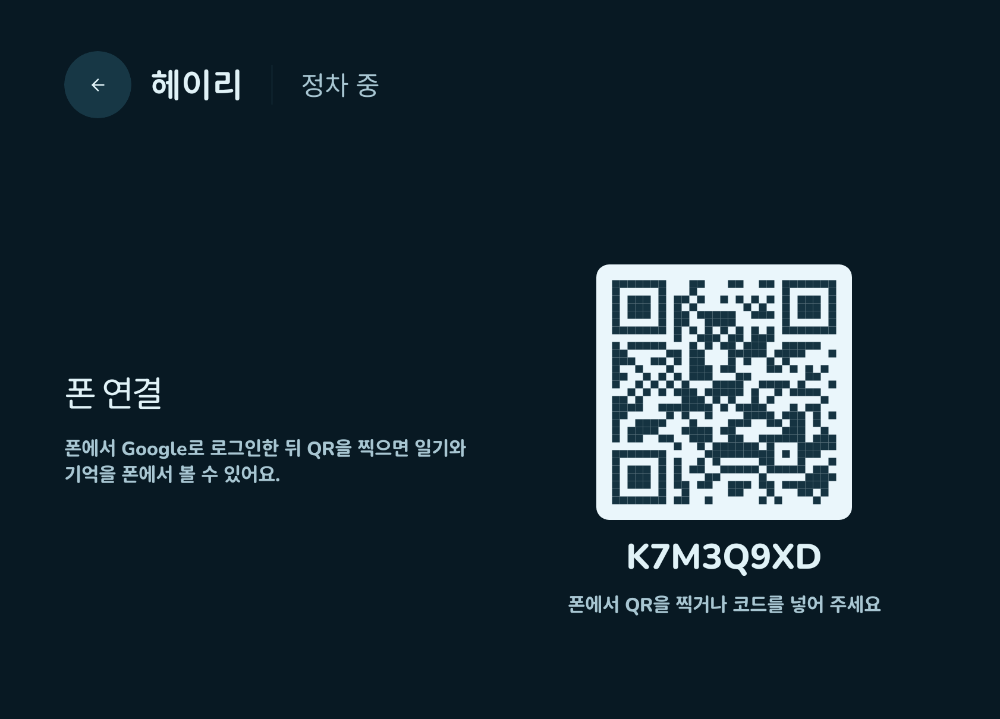 헤이리
정차 중
폰 연결
폰에서 Google로 로그인한 뒤 QR을 찍으면 일기와
기억을 폰에서 볼 수 있어요.
K7M3Q9XD
폰에서 QR을 찍거나 코드를 넣어 주세요